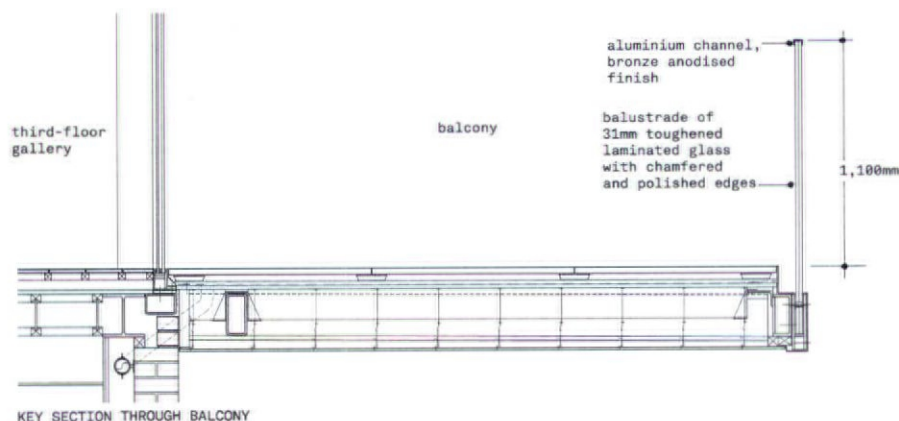 aluminium channel,
bronze anodised
finish
third-floor
gallery
balcony
balustrade of
31mm toughened
laminated glass
with chamfered
and polished edges
1,100mm
KEY SECTION THROUGH BALCONY